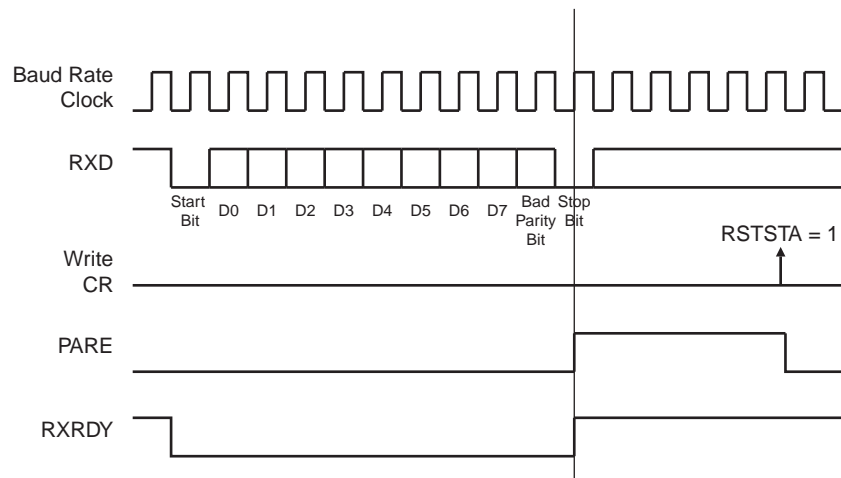 Baud Rate
Clock
RXD
Start
Bit
D0
D1
D2
D3
D4
D5
D6
D7
Bad
Parity
Bit
Stop
Bit
RSTSTA = 1
Write
CR
PARE
RXRDY